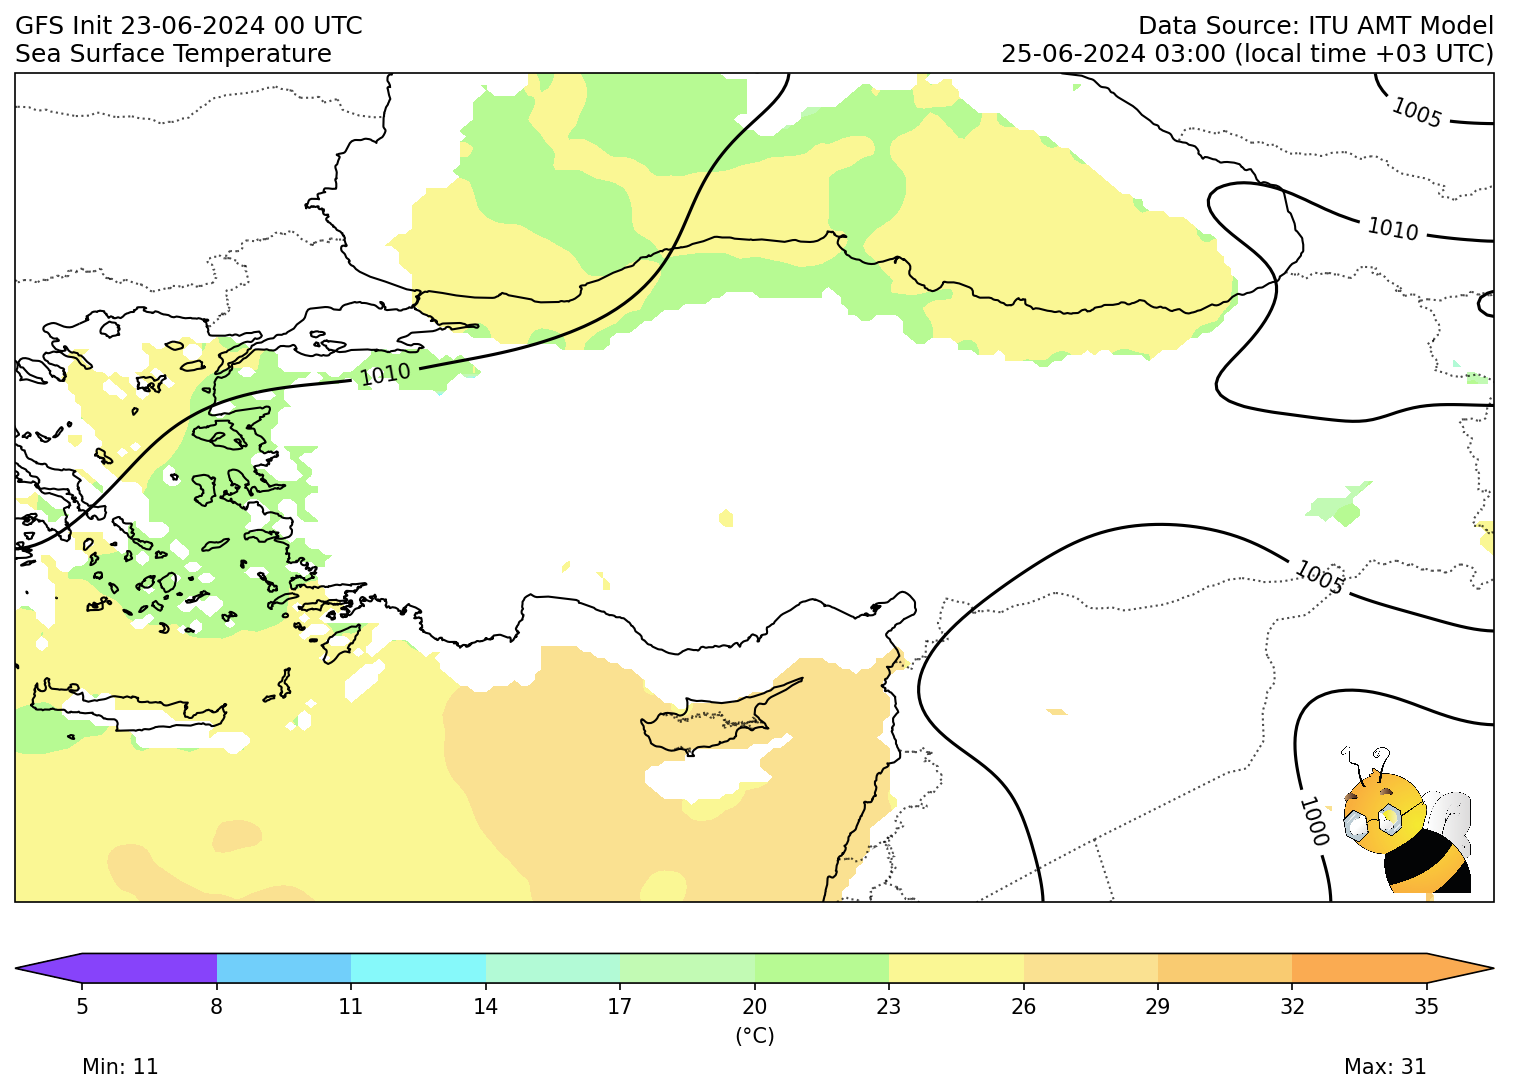 GFS Init 23-06-2024 00 UTC
Data Source: ITU AMT Model
Sea Surface Temperature
25-06-2024 03:00 (local time +03 UTC)
1005
1010
1010
1005
1000
5 8 11 14 17 20 23 26 29 32 35
(°C)
Min: 11
Max: 31